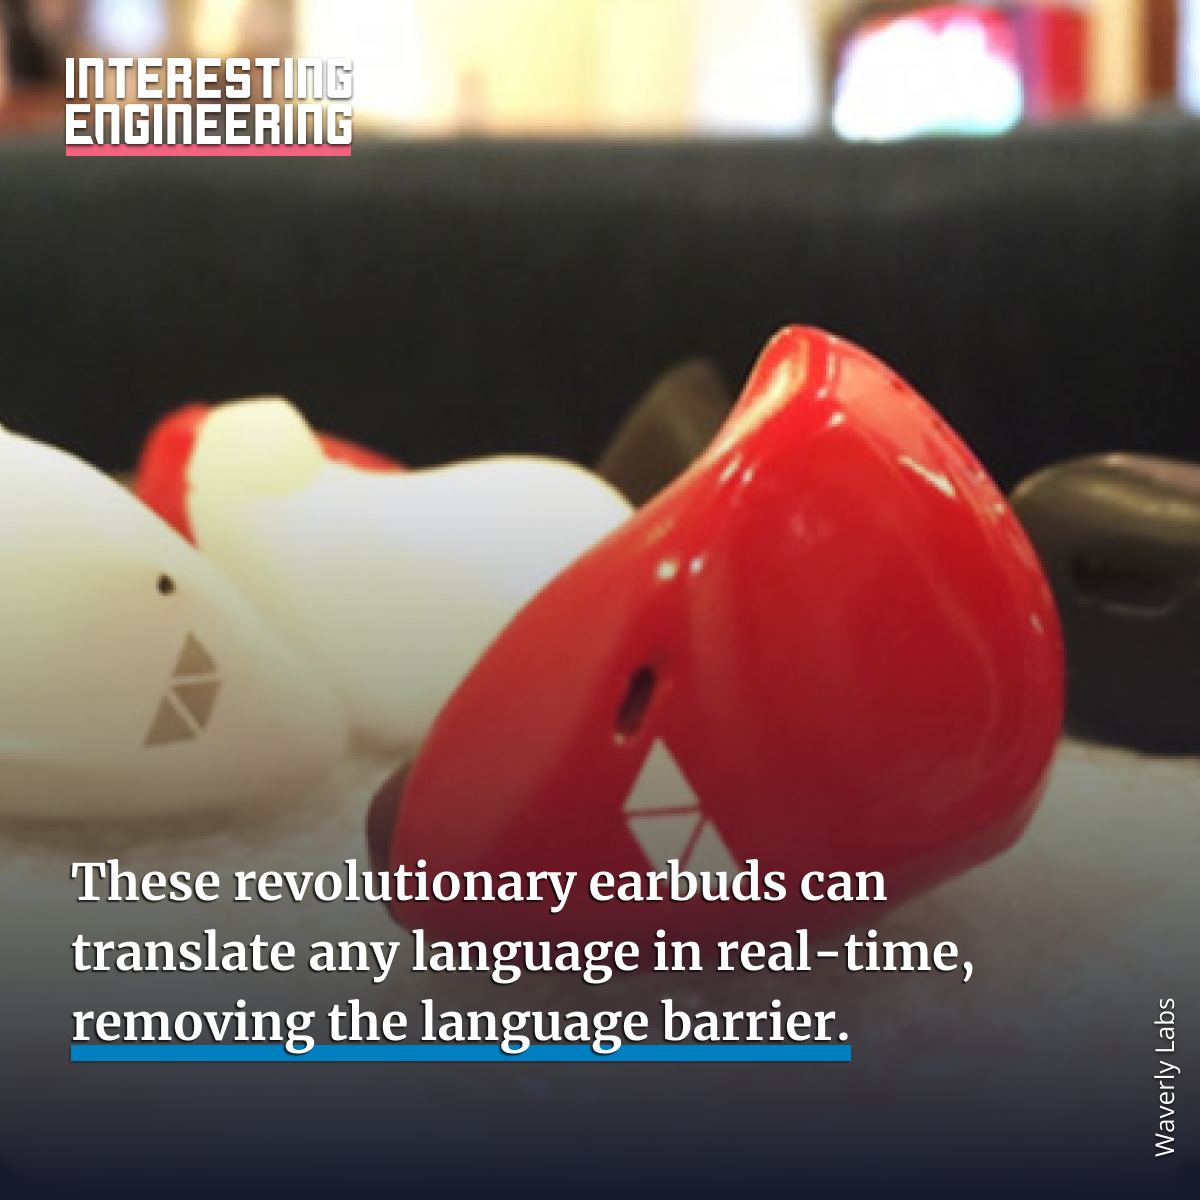 INTERESTING
ENGINEERING
These revolutionary earbuds can
translate any language in real-time,
removing the language barrier.
Waverly Labs